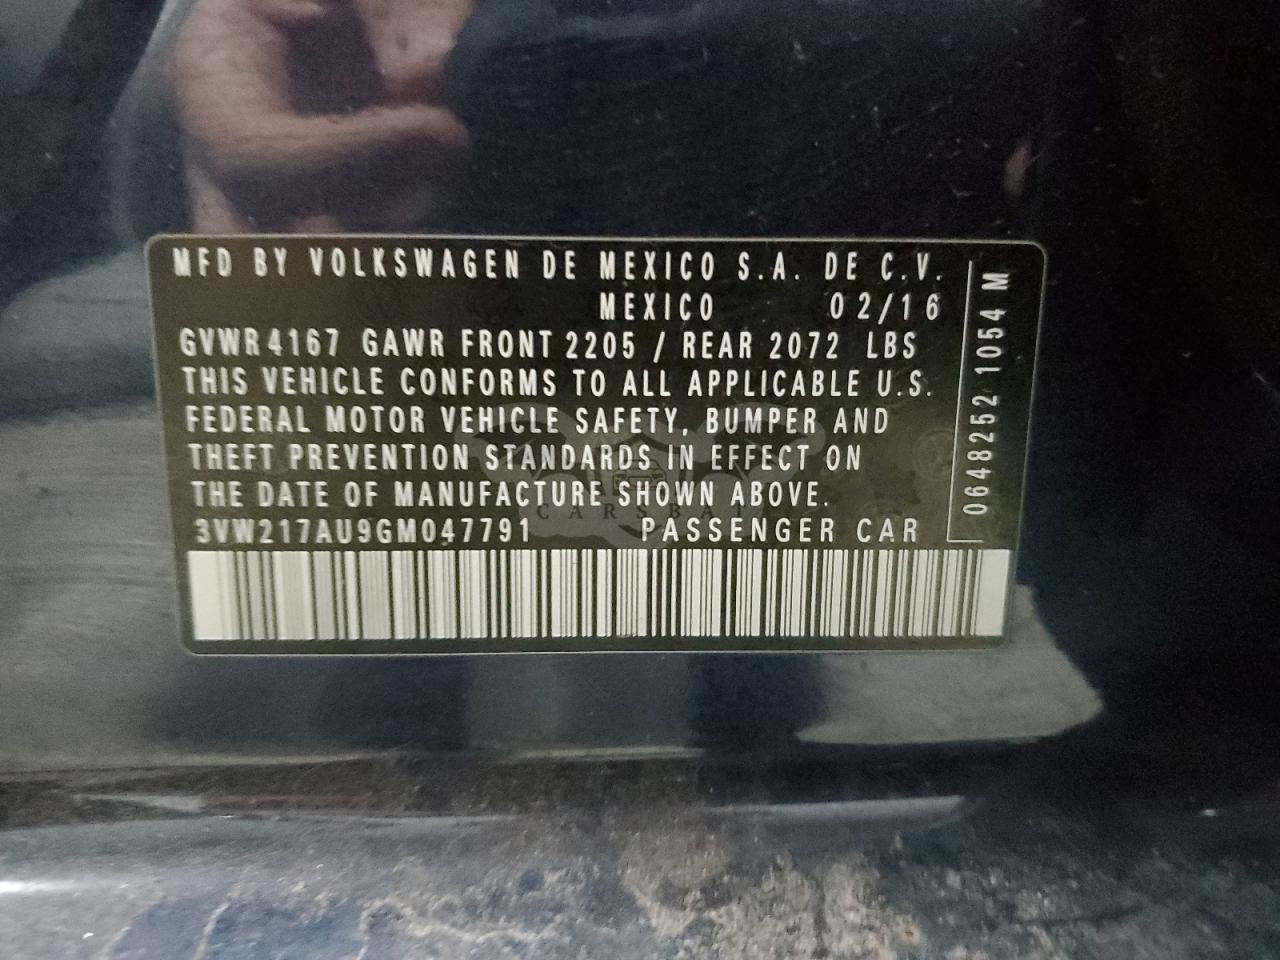 MFD BY VOLKSWAGEN DE MEXICO S.A. DE C.V.
MEXICO 02/16
GVWR 4167 GAWR FRONT 2205 / REAR 2072 LBS
THIS VEHICLE CONFORMS TO ALL APPLICABLE U.S.
FEDERAL MOTOR VEHICLE SAFETY, BUMPER AND
THEFT PREVENTION STANDARDS IN EFFECT ON
THE DATE OF MANUFACTURE SHOWN ABOVE.
3VW217AU9GM047791 PASSENGER CAR
0648252 1054 M